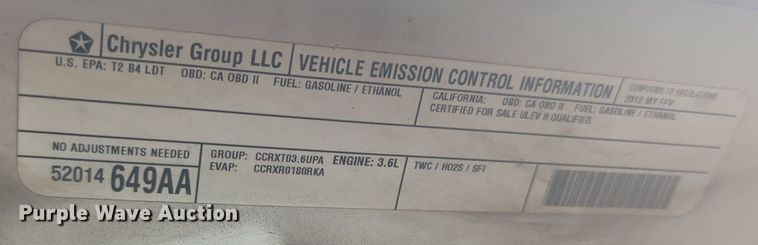 Chrysler Group LLC
VEHICLE EMISSION CONTROL INFORMATION
CONFORMS TO REGULATIONS:
2012 MY FFV
U.S. EPA: T2 B4 LDT OBD: CA OBD II FUEL: GASOLINE / ETHANOL
CALIFORNIA: OBD: CA OBD II FUEL: GASOLINE / ETHANOL
CERTIFIED FOR SALE ULEV II QUALIFIED.
NO ADJUSTMENTS NEEDED
52014 649AA
GROUP: CCRXT03.6UPA ENGINE: 3.6L
EVAP: CCRXR0180RKA
TWC / HO2S / SFI
Purple Wave Auction